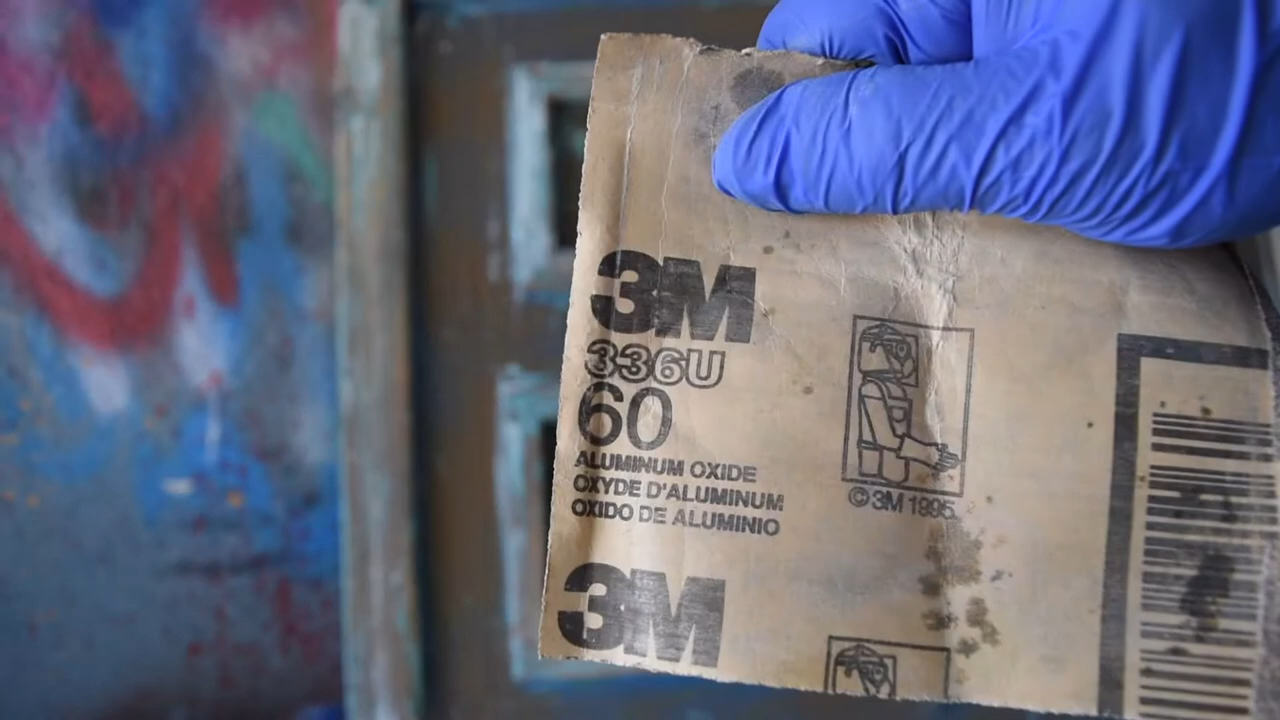 3M
336U
60
ALUMINUM OXIDE
OXYDE D'ALUMINUM
OXIDO DE ALUMINIO
© 3M 1995
3M